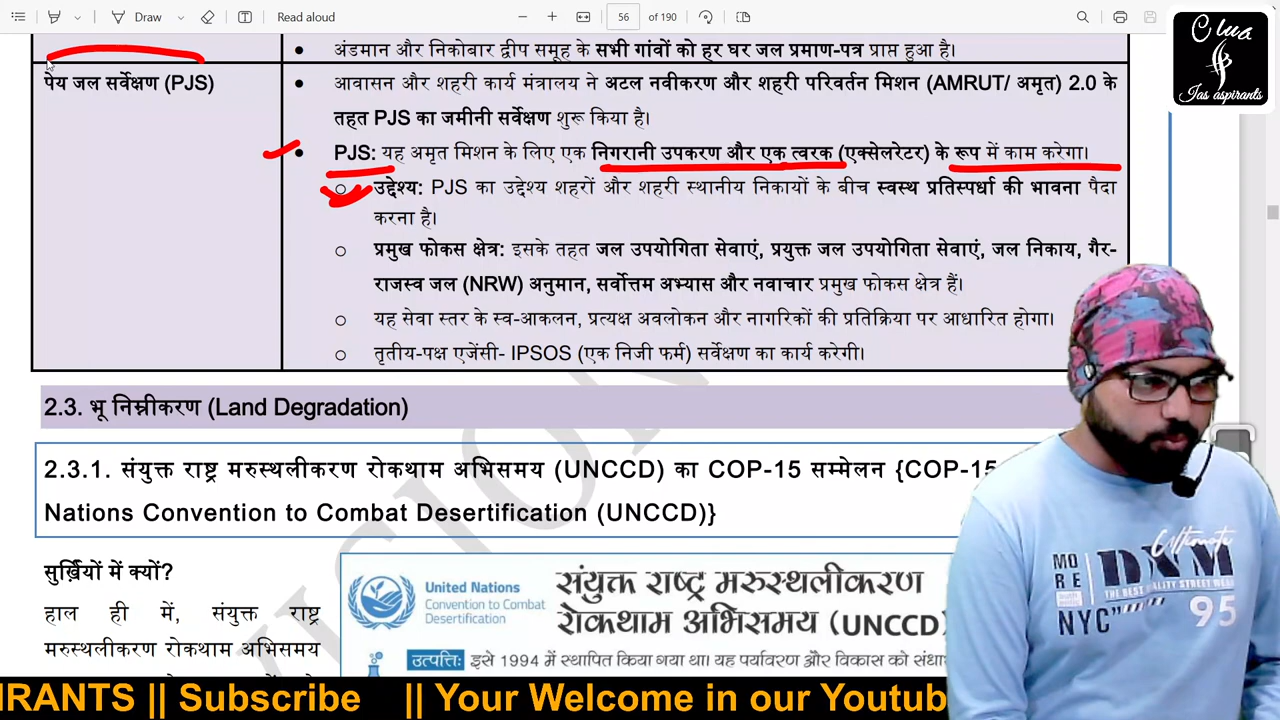 Draw
Read aloud
56
of 190
Clua
Ias aspirants
अंडमान और निकोबार द्वीप समूह के सभी गांवों को हर घर जल प्रमाण-पत्र प्राप्त हुआ है।
पेय जल सर्वेक्षण (PJS)
आवासन और शहरी कार्य मंत्रालय ने अटल नवीकरण और शहरी परिवर्तन मिशन (AMRUT/ अमृत) 2.0 के
तहत PJS का जमीनी सर्वेक्षण शुरू किया है।
PJS: यह अमृत मिशन के लिए एक निगरानी उपकरण और एक त्वरक (एक्सेलरेटर) के रूप में काम करेगा।
उद्देश्य: PJS का उद्देश्य शहरों और शहरी स्थानीय निकायों के बीच स्वस्थ प्रतिस्पर्धा की भावना पैदा
करना है।
प्रमुख फोकस क्षेत्र: इसके तहत जल उपयोगिता सेवाएं, प्रयुक्त जल उपयोगिता सेवाएं, जल निकाय, गैर-
राजस्व जल (NRW) अनुमान, सर्वोत्तम अभ्यास और नवाचार प्रमुख फोकस क्षेत्र हैं।
यह सेवा स्तर के स्व-आकलन, प्रत्यक्ष अवलोकन और नागरिकों की प्रतिक्रिया पर आधारित होगा।
तृतीय-पक्ष एजेंसी- IPSOS (एक निजी फर्म) सर्वेक्षण का कार्य करेगी।
2.3. भू निम्नीकरण (Land Degradation)
2.3.1. संयुक्त राष्ट्र मरुस्थलीकरण रोकथाम अभिसमय (UNCCD) का COP-15 सम्मेलन {COP-15
Nations Convention to Combat Desertification (UNCCD)}
सुर्ख़ियों में क्यों?
हाल ही में, संयुक्त राष्ट्र
मरुस्थलीकरण रोकथाम अभिसमय
United Nations
Convention to Combat
Desertification
संयुक्त राष्ट्र मरुस्थलीकरण
रोकथाम अभिसमय (UNCCD)
उत्पत्ति: इसे 1994 में स्थापित किया गया था। यह पर्यावरण और विकास को
VISION
MORE
NYC
Ultimate
DNM
95
IRANTS || Subscribe || Your Welcome in our Youtub